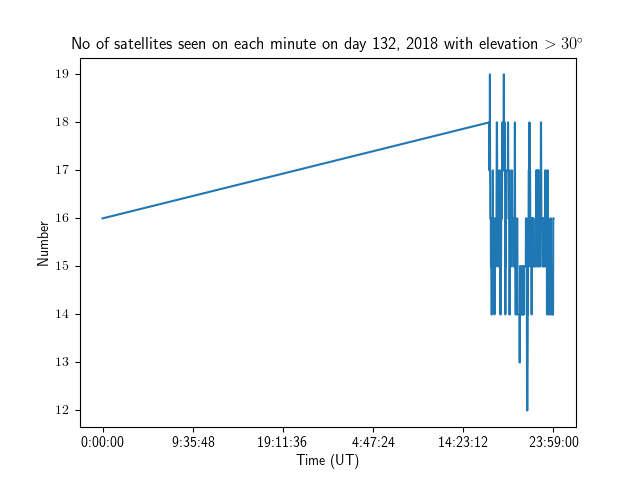 No of satellites seen on each minute on day 132, 2018 with elevation > 30°
19
18
17
16
15
14
13
12
Number
0:00:00 9:35:48 19:11:36 4:47:24 14:23:12 23:59:00
Time (UT)